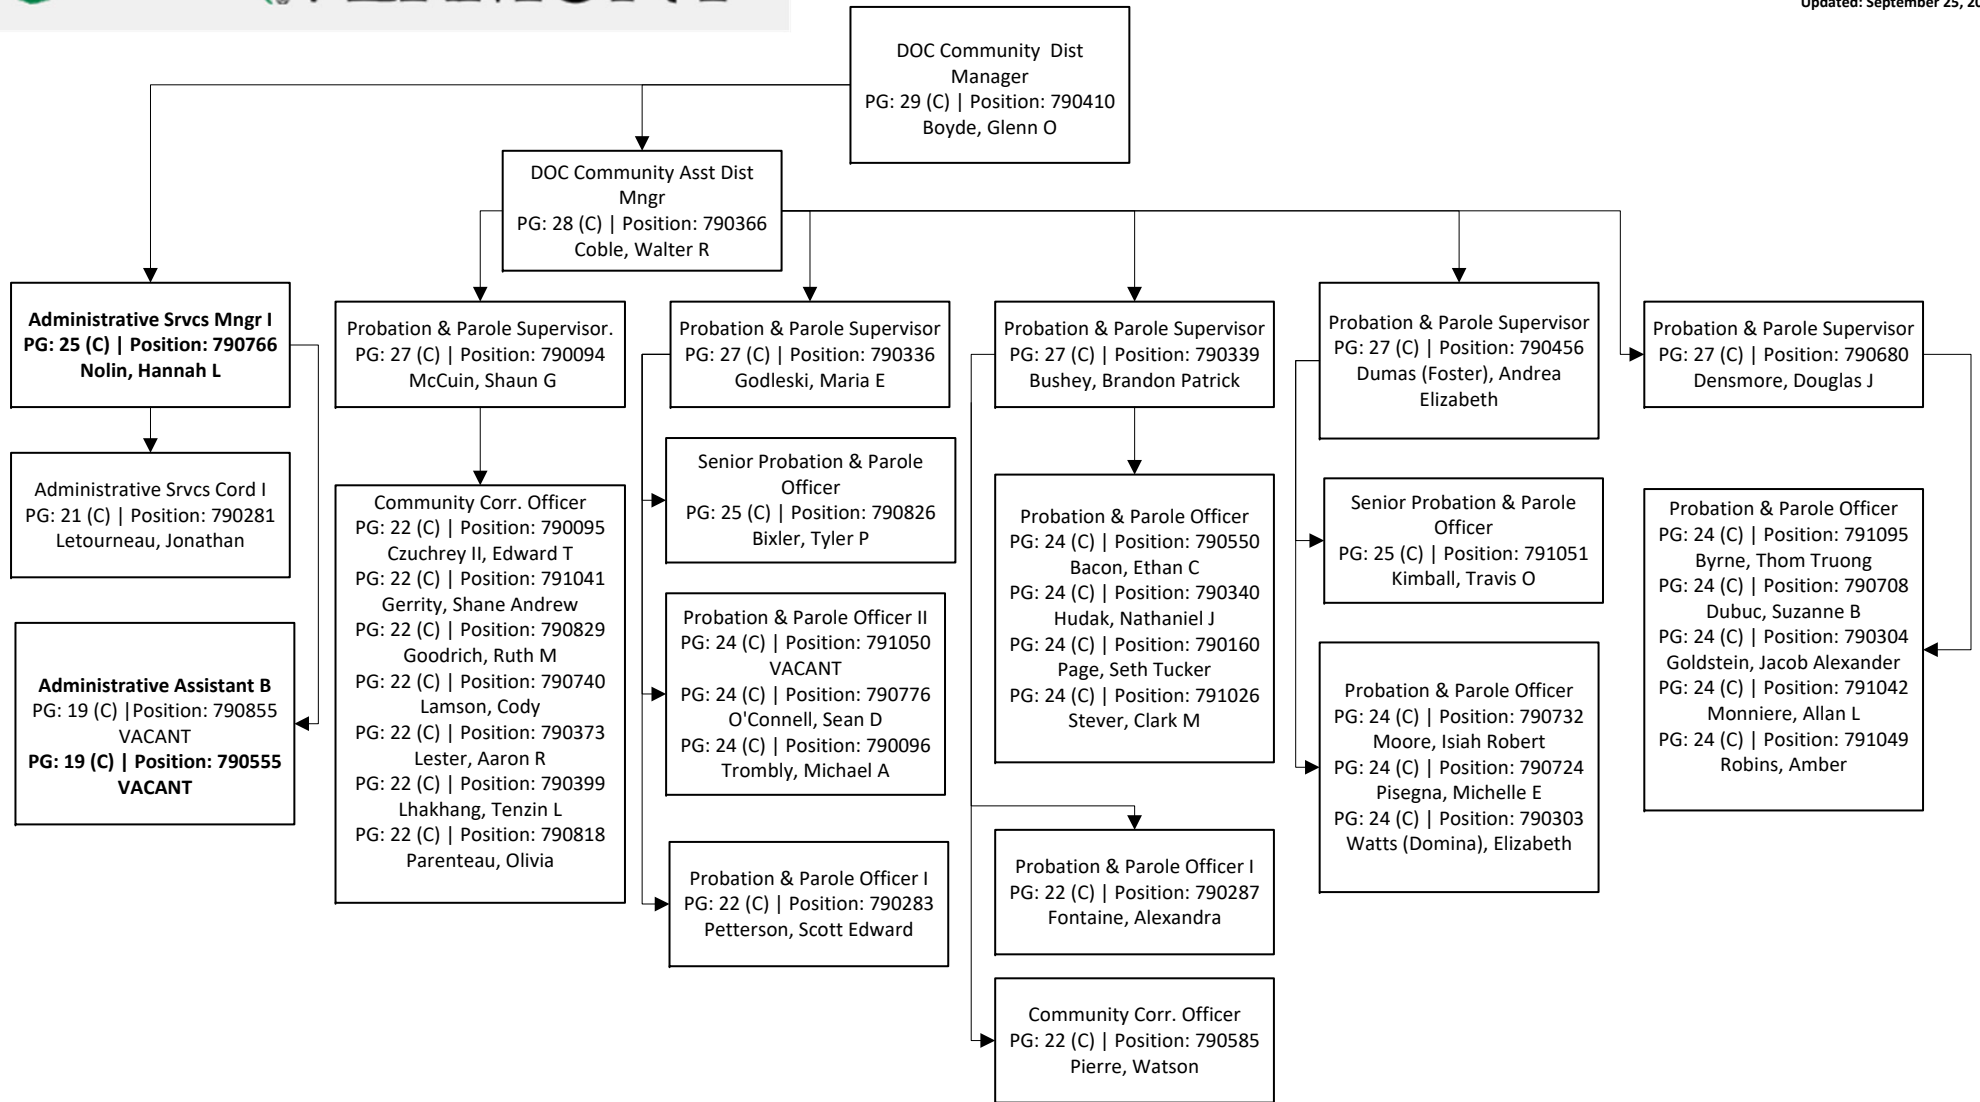 Updated: September 25, 20
DOC Community Dist
Manager
PG: 29 (C) | Position: 790410
Boyde, Glenn O
DOC Community Asst Dist
Mngr
PG: 28 (C) | Position: 790366
Coble, Walter R
Administrative Srvcs Mngr I
PG: 25 (C) | Position: 790766
Nolin, Hannah L
Probation & Parole Supervisor.
PG: 27 (C) | Position: 790094
McCuin, Shaun G
Probation & Parole Supervisor
PG: 27 (C) | Position: 790336
Godleski, Maria E
Probation & Parole Supervisor
PG: 27 (C) | Position: 790339
Bushey, Brandon Patrick
Probation & Parole Supervisor
PG: 27 (C) | Position: 790456
Dumas (Foster), Andrea
Elizabeth
Probation & Parole Supervisor
PG: 27 (C) | Position: 790680
Densmore, Douglas J
Administrative Srvcs Cord I
PG: 21 (C) | Position: 790281
Letourneau, Jonathan
Administrative Assistant B
PG: 19 (C) |Position: 790855
VACANT
PG: 19 (C) | Position: 790555
VACANT
Community Corr. Officer
PG: 22 (C) | Position: 790095
Czuchrey II, Edward T
PG: 22 (C) | Position: 791041
Gerrity, Shane Andrew
PG: 22 (C) | Position: 790829
Goodrich, Ruth M
PG: 22 (C) | Position: 790740
Lamson, Cody
PG: 22 (C) | Position: 790373
Lester, Aaron R
PG: 22 (C) | Position: 790399
Lhakhang, Tenzin L
PG: 22 (C) | Position: 790818
Parenteau, Olivia
Senior Probation & Parole
Officer
PG: 25 (C) | Position: 790826
Bixler, Tyler P
Probation & Parole Officer II
PG: 24 (C) | Position: 791050
VACANT
PG: 24 (C) | Position: 790776
O'Connell, Sean D
PG: 24 (C) | Position: 790096
Trombly, Michael A
Probation & Parole Officer I
PG: 22 (C) | Position: 790283
Petterson, Scott Edward
Probation & Parole Officer
PG: 24 (C) | Position: 790550
Bacon, Ethan C
PG: 24 (C) | Position: 790340
Hudak, Nathaniel J
PG: 24 (C) | Position: 790160
Page, Seth Tucker
PG: 24 (C) | Position: 791026
Stever, Clark M
Probation & Parole Officer I
PG: 22 (C) | Position: 790287
Fontaine, Alexandra
Community Corr. Officer
PG: 22 (C) | Position: 790585
Pierre, Watson
Senior Probation & Parole
Officer
PG: 25 (C) | Position: 791051
Kimball, Travis O
Probation & Parole Officer
PG: 24 (C) | Position: 790732
Moore, Isiah Robert
PG: 24 (C) | Position: 790724
Pisegna, Michelle E
PG: 24 (C) | Position: 790303
Watts (Domina), Elizabeth
Probation & Parole Officer
PG: 24 (C) | Position: 791095
Byrne, Thom Truong
PG: 24 (C) | Position: 790708
Dubuc, Suzanne B
PG: 24 (C) | Position: 790304
Goldstein, Jacob Alexander
PG: 24 (C) | Position: 791042
Monniere, Allan L
PG: 24 (C) | Position: 791049
Robins, Amber